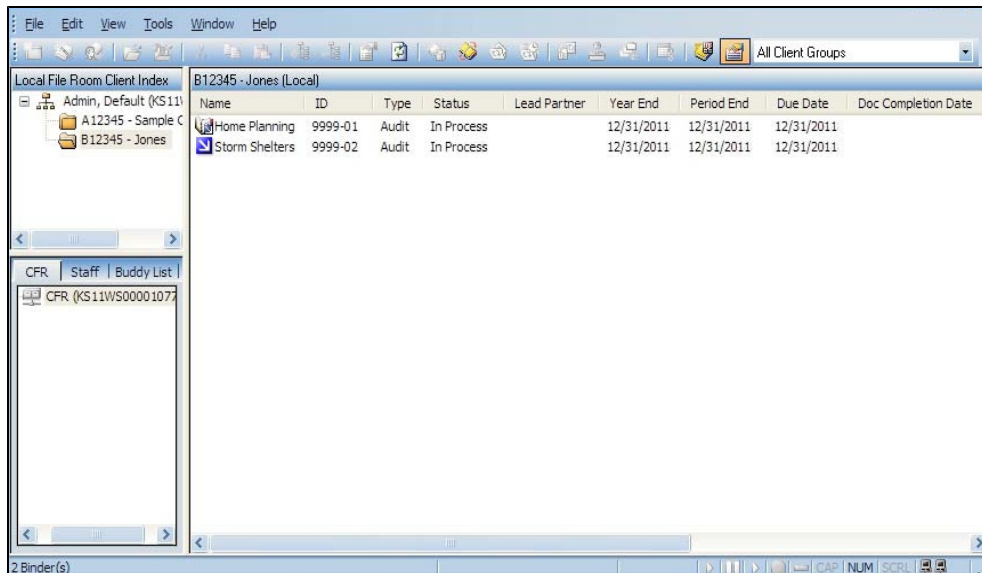 File Edit View Tools Window Help
All Client Groups
Local File Room Client Index
B12345 - Jones (Local)
Admin, Default (KS11
A12345 - Sample C
B12345 - Jones
Name ID Type Status Lead Partner Year End Period End Due Date Doc Completion Date
Home Planning 9999-01 Audit In Process 12/31/2011 12/31/2011 12/31/2011
Storm Shelters 9999-02 Audit In Process 12/31/2011 12/31/2011 12/31/2011
CFR Staff Buddy List
CFR (KS11WS00001077
2 Binder(s)
CAP NUM SCRL